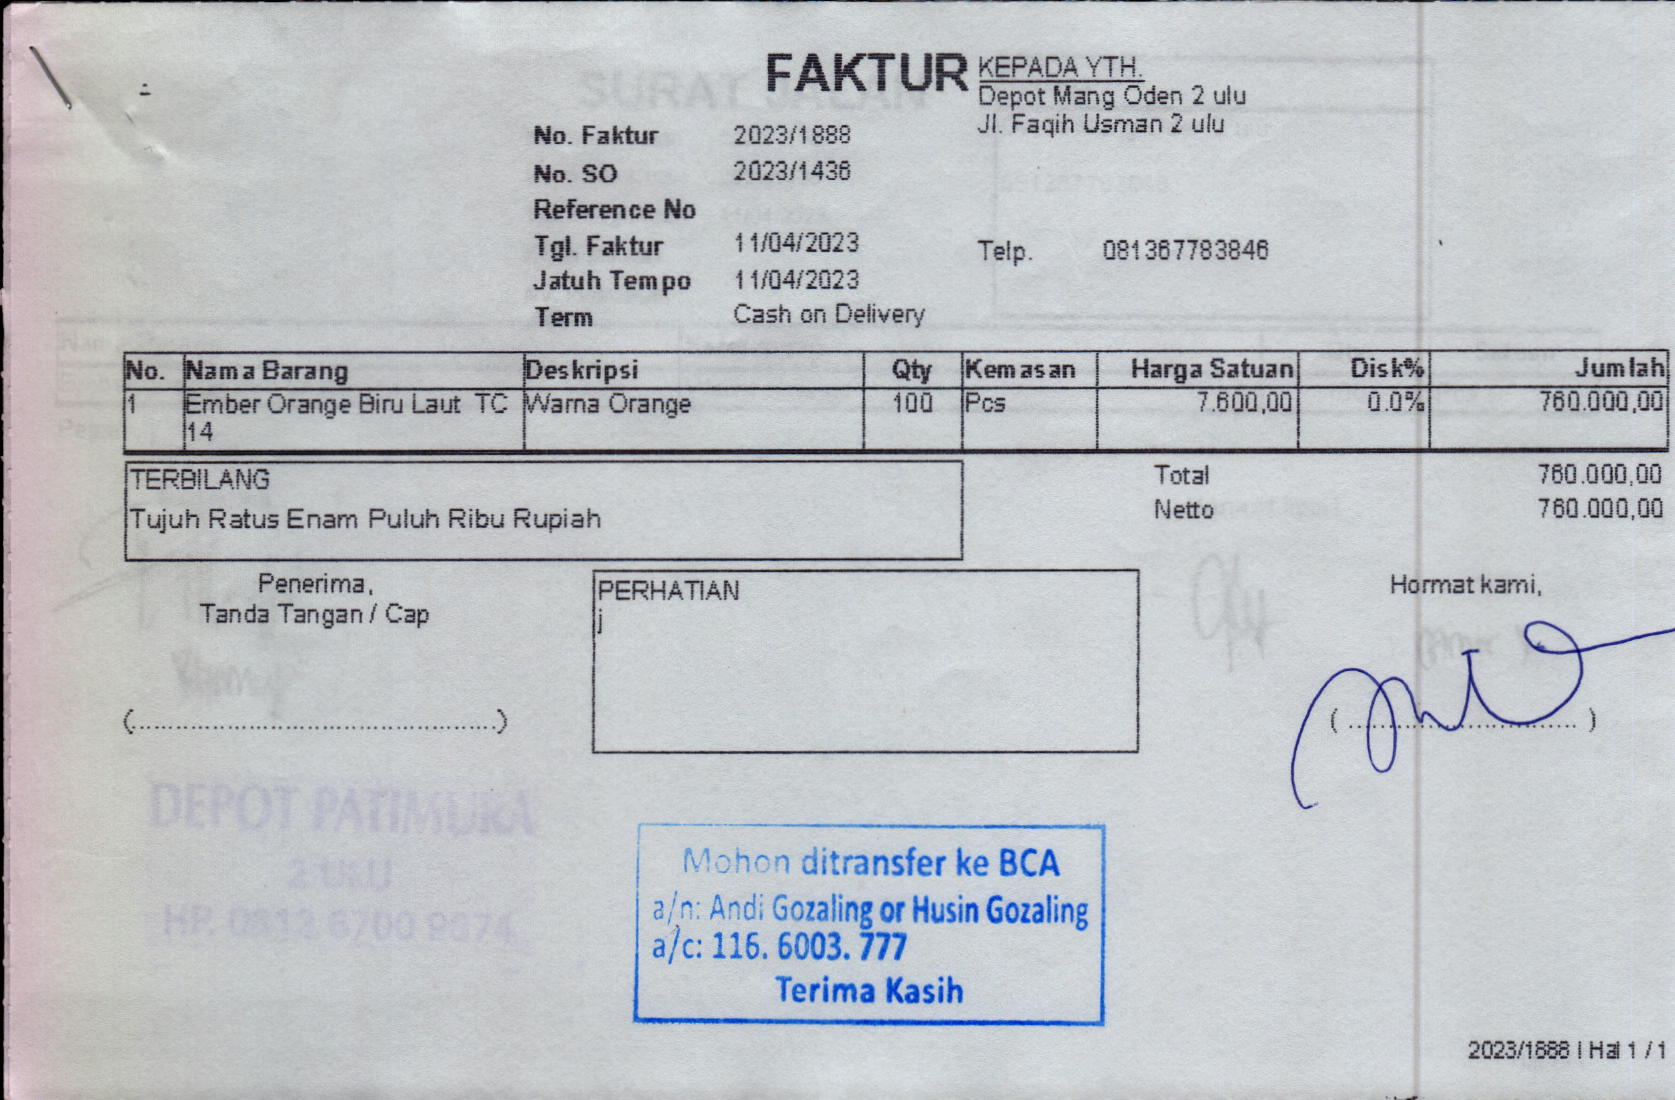 FAKTUR
KEPADA YTH.
Depot Mang Oden 2 ulu
Jl. Faqih Usman 2 ulu
No. Faktur 2023/1888
No. SO 2023/1436
Reference No
Tgl. Faktur 11/04/2023
Telp. 081367783846
Jatuh Tempo 11/04/2023
Term Cash on Delivery
No. Nama Barang Deskripsi Qty Kemasan Harga Satuan Disk% Jumlah
1 Ember Orange Biru Laut TC Warna Orange 100 Pcs 7.600,00 0.0% 760.000,00
14
TERBILANG
Tujuh Ratus Enam Puluh Ribu Rupiah
Total 760.000,00
Netto 760.000,00
Penerima,
Tanda Tangan / Cap
(..............................................)
PERHATIAN
j
Hormat kami,
( ............................. )
DEPOT PATIMURA
2 ULU
Mohon ditransfer ke BCA
a/n: Andi Gozaling or Husin Gozaling
a/c: 116. 6003. 777
Terima Kasih
2023/1888 | Hal 1 / 1